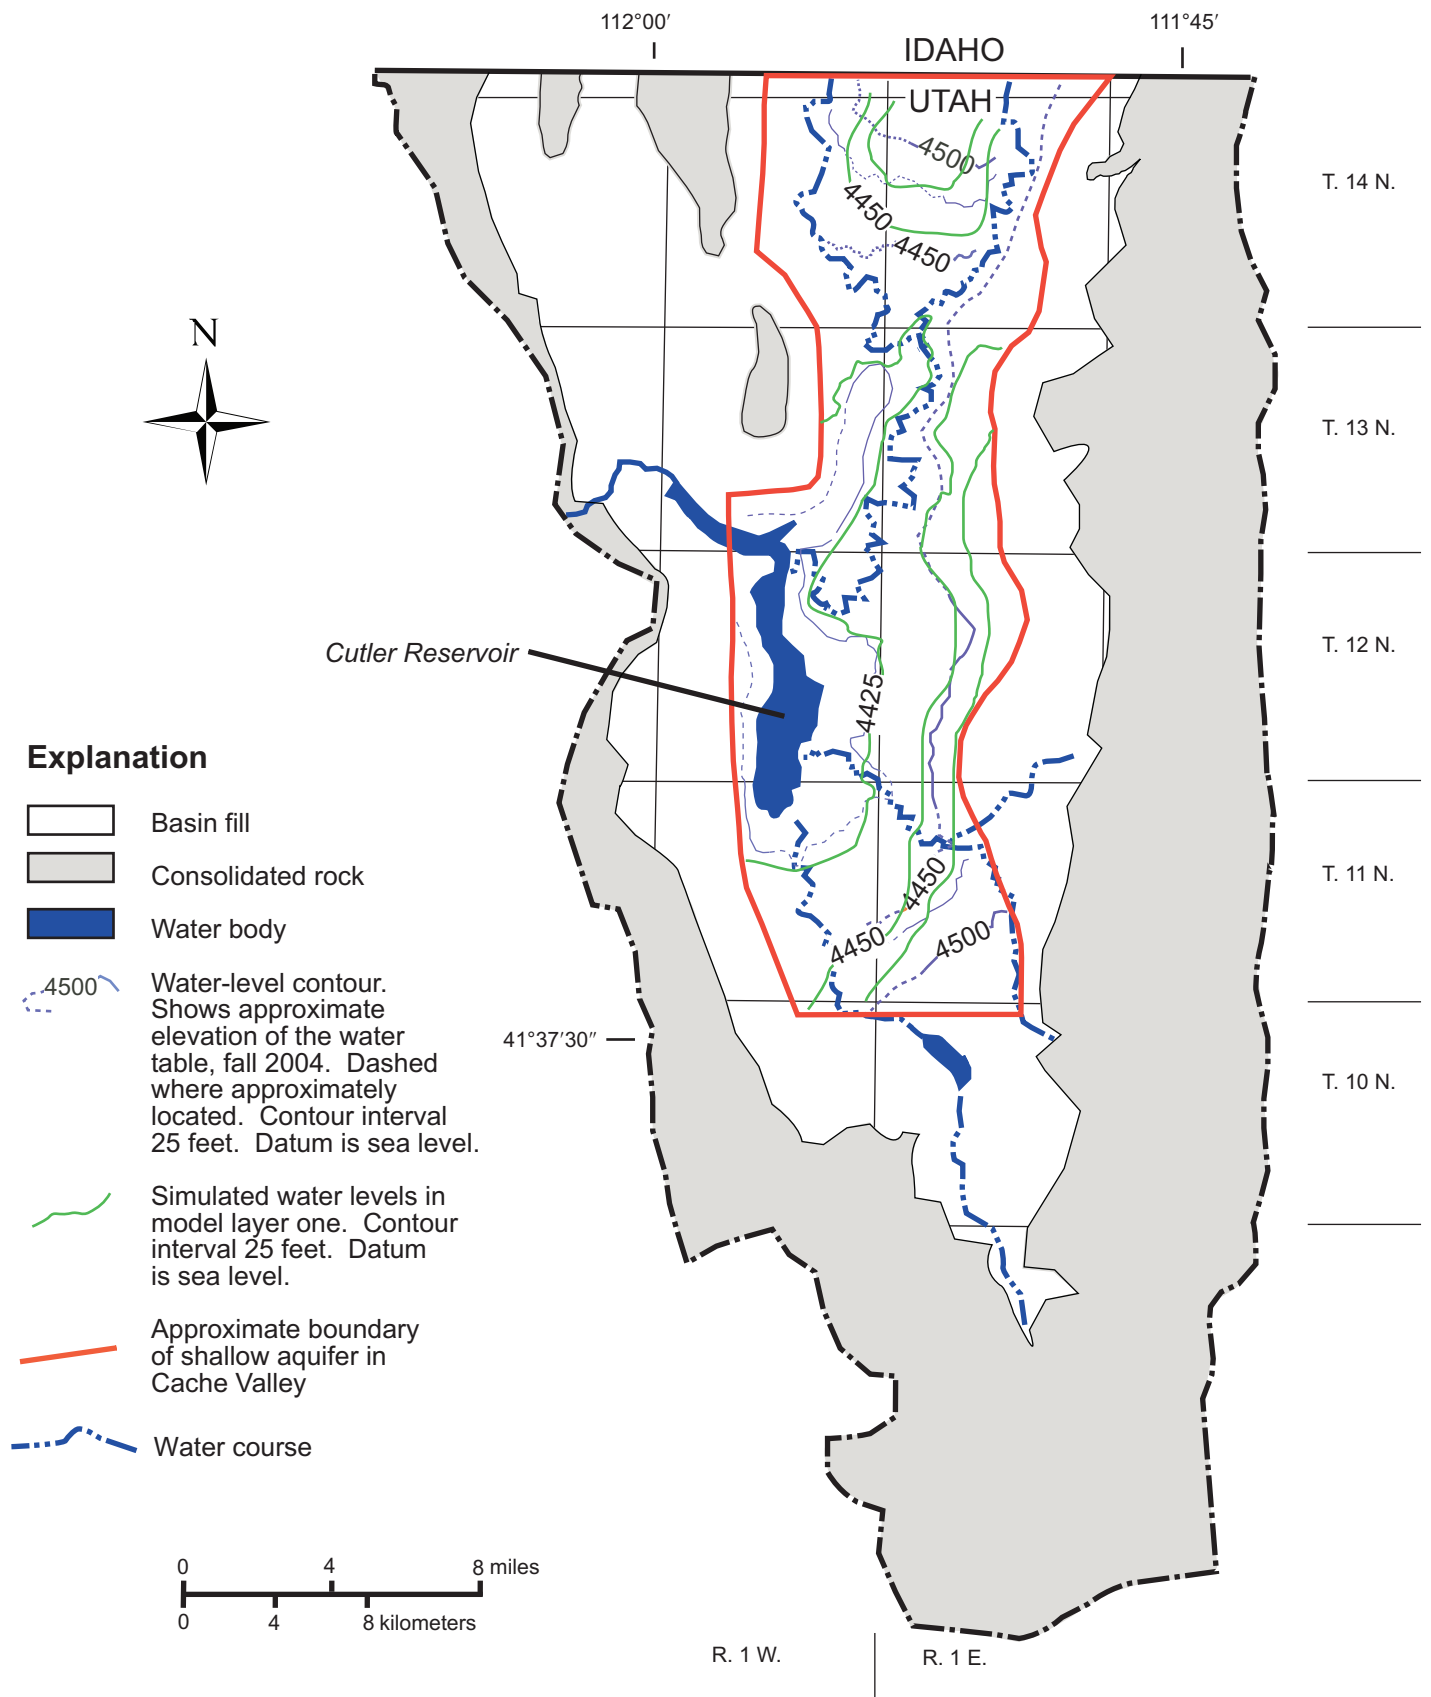 112°00′
111°45′
IDAHO
UTAH
4500
T. 14 N.
4450
4450
N
T. 13 N.
Cutler Reservoir
T. 12 N.
4425
Explanation
Basin fill
Consolidated rock
Water body
4500
Water-level contour.
Shows approximate
elevation of the water
table, fall 2004. Dashed
where approximately
located. Contour interval
25 feet. Datum is sea level.
Simulated water levels in
model layer one. Contour
interval 25 feet. Datum
is sea level.
Approximate boundary
of shallow aquifer in
Cache Valley
Water course
T. 11 N.
4450
4450
4500
41°37′30″
T. 10 N.
0 4 8 miles
0 4 8 kilometers
R. 1 W.
R. 1 E.